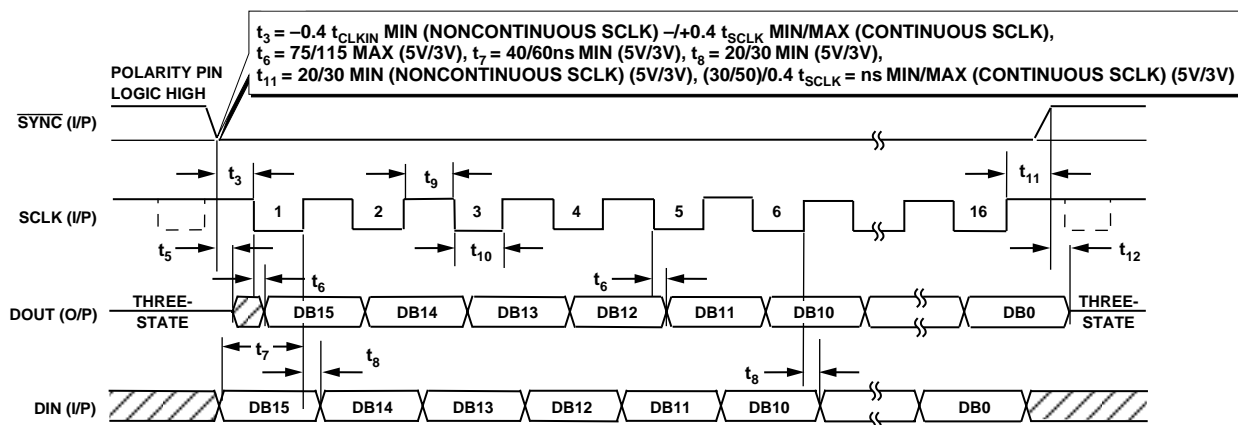 t3 = –0.4 tCLKIN MIN (NONCONTINUOUS SCLK) –/+0.4 tSCLK MIN/MAX (CONTINUOUS SCLK),
t6 = 75/115 MAX (5V/3V), t7 = 40/60ns MIN (5V/3V), t8 = 20/30 MIN (5V/3V),
t11 = 20/30 MIN (NONCONTINUOUS SCLK) (5V/3V), (30/50)/0.4 tSCLK = ns MIN/MAX (CONTINUOUS SCLK) (5V/3V)
POLARITY PIN
LOGIC HIGH
SYNC (I/P)
t3 t9 t11
SCLK (I/P) 1 2 3 4 5 6 16
t5 t10 t12
t6 t6
DOUT (O/P) THREE-STATE DB15 DB14 DB13 DB12 DB11 DB10 DB0 THREE-STATE
t7 t8 t8
DIN (I/P) DB15 DB14 DB13 DB12 DB11 DB10 DB0